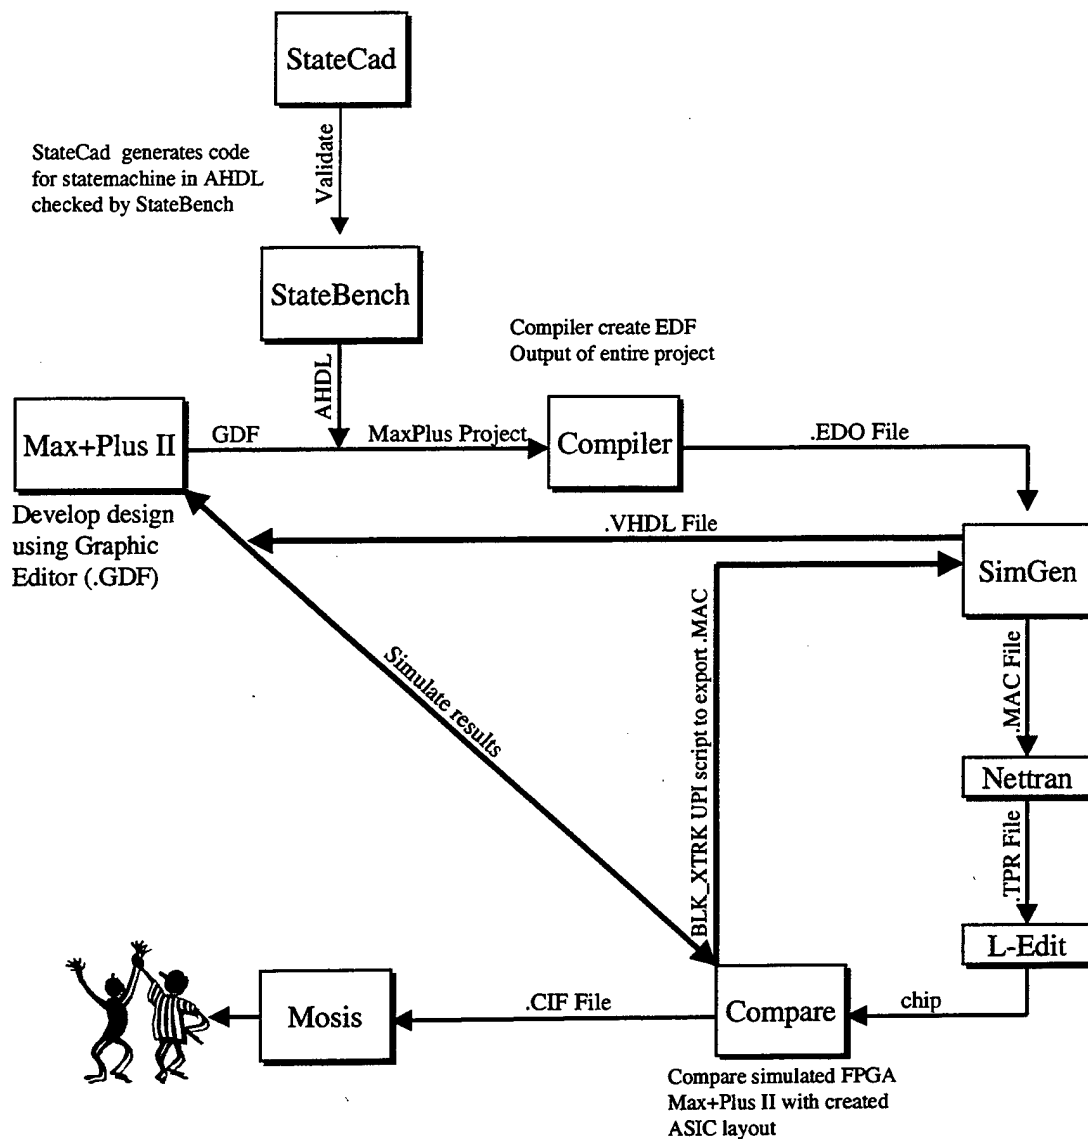 StateCad
StateCad generates code
for statemachine in AHDL
checked by StateBench
Validate
StateBench
Compiler create EDF
Output of entire project
AHDL
Max+Plus II
GDF
MaxPlus Project
Compiler
.EDO File
Develop design
using Graphic
Editor (.GDF)
.VHDL File
SimGen
Simulate results
BLK_XTRK UPI script to export .MAC
.MAC File
Nettran
.TPR File
L-Edit
chip
Compare
.CIF File
Mosis
Compare simulated FPGA
Max+Plus II with created
ASIC layout